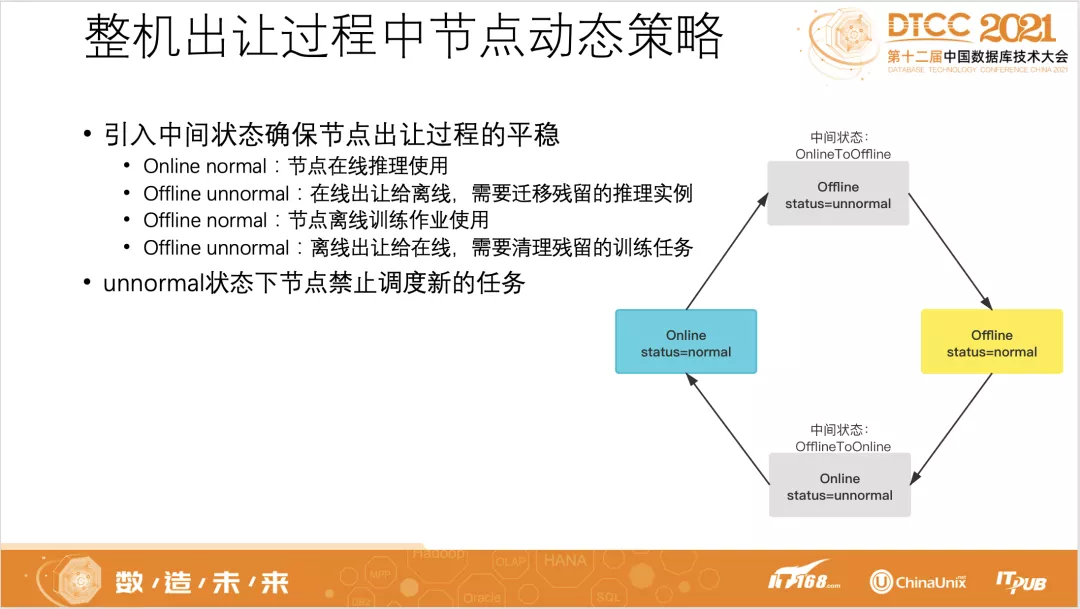 整机出让过程中节点动态策略
DTCC 2021
第十二届中国数据库技术大会
DATABASE TECHNOLOGY CONFERENCE CHINA 2021
• 引入中间状态确保节点出让过程的平稳
• Online normal：节点在线推理使用
• Offline unnormal：在线出让给离线，需要迁移残留的推理实例
• Offline normal：节点离线训练作业使用
• Offline unnormal：离线出让给在线，需要清理残留的训练任务
• unnormal状态下节点禁止调度新的任务
中间状态：
OnlineToOffline
Offline
status=unnormal
Online
status=normal
Offline
status=normal
中间状态：
OfflineToOnline
Online
status=unnormal
数/造/未/来
Hadoop
MPP
OLAP
HANA
DB2
Oracle
SQL
IT168.com
ChinaUnix.net
ITPUB